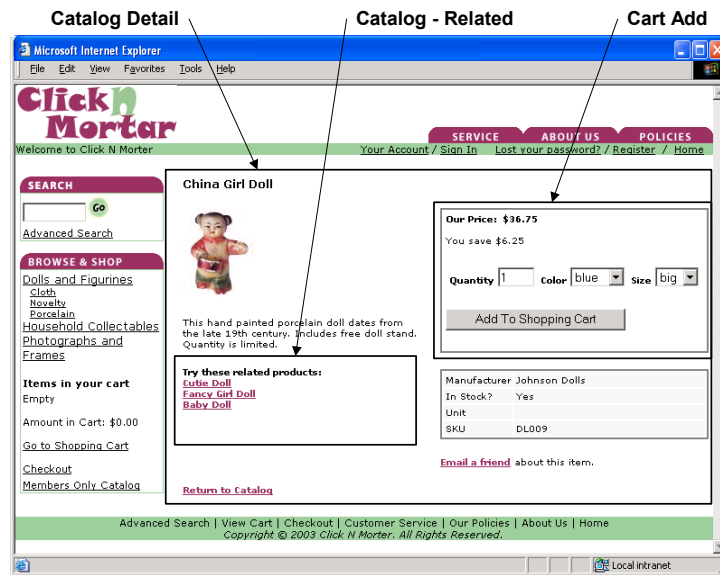 Catalog Detail
Catalog - Related
Cart Add
Microsoft Internet Explorer
File Edit View Favorites Tools Help
Click n
Mortar
SERVICE ABOUT US POLICIES
Welcome to Click N Morter
Your Account / Sign In Lost your password? / Register / Home
SEARCH
Go
Advanced Search
BROWSE & SHOP
Dolls and Figurines
Cloth
Novelty
Porcelain
Household Collectables
Photographs and
Frames
Items in your cart
Empty
Amount in Cart: $0.00
Go to Shopping Cart
Checkout
Members Only Catalog
China Girl Doll
This hand painted porcelain doll dates from
the late 19th century. Includes free doll stand.
Quantity is limited.
Try these related products:
Cutie Doll
Fancy Girl Doll
Baby Doll
Return to Catalog
Our Price: $36.75
You save $6.25
Quantity 1 Color blue Size big
Add To Shopping Cart
Manufacturer Johnson Dolls
In Stock? Yes
Unit
SKU DL009
Email a friend about this item.
Advanced Search | View Cart | Checkout | Customer Service | Our Policies | About Us | Home
Copyright © 2003 Click N Morter. All Rights Reserved.
Local intranet